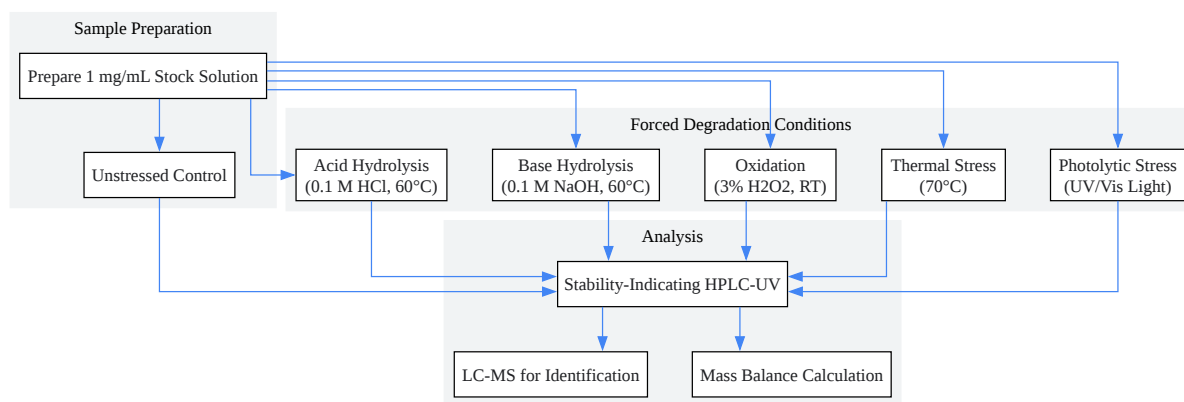 Sample Preparation
Prepare 1 mg/mL Stock Solution
Unstressed Control
Forced Degradation Conditions
Acid Hydrolysis
(0.1 M HCl, 60°C)
Base Hydrolysis
(0.1 M NaOH, 60°C)
Oxidation
(3% H2O2, RT)
Thermal Stress
(70°C)
Photolytic Stress
(UV/Vis Light)
Analysis
Stability-Indicating HPLC-UV
LC-MS for Identification
Mass Balance Calculation